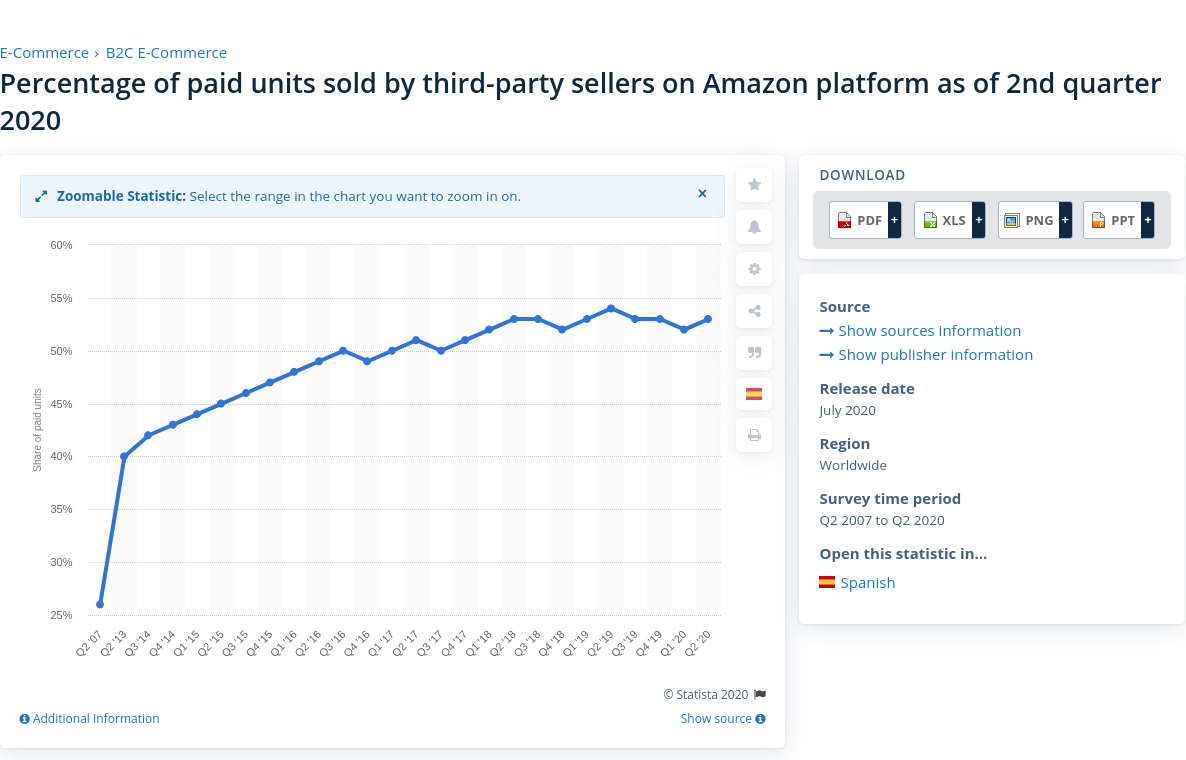 E-Commerce › B2C E-Commerce
Percentage of paid units sold by third-party sellers on Amazon platform as of 2nd quarter
2020
Zoomable Statistic: Select the range in the chart you want to zoom in on.
×
60%
55%
50%
45%
40%
35%
30%
25%
Share of paid units
Q2 '07
Q2 '13
Q3 '14
Q4 '14
Q1 '15
Q2 '15
Q3 '15
Q4 '15
Q1 '16
Q2 '16
Q3 '16
Q4 '16
Q1 '17
Q2 '17
Q3 '17
Q4 '17
Q1 '18
Q2 '18
Q3 '18
Q4 '18
Q1 '19
Q2 '19
Q3 '19
Q4 '19
Q1 '20
Q2 '20
© Statista 2020
Additional Information
Show source
DOWNLOAD
PDF + XLS + PNG + PPT +
Source
Show sources information
Show publisher information
Release date
July 2020
Region
Worldwide
Survey time period
Q2 2007 to Q2 2020
Open this statistic in...
Spanish